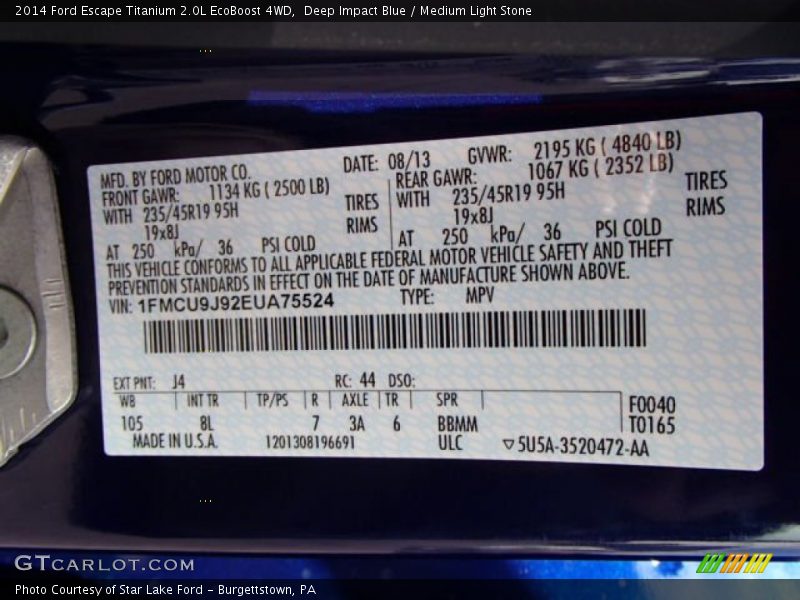 2014 Ford Escape Titanium 2.0L EcoBoost 4WD,  Deep Impact Blue / Medium Light Stone
MFD. BY FORD MOTOR CO. DATE: 08/13 GVWR: 2195 KG ( 4840 LB)
FRONT GAWR: 1134 KG ( 2500 LB) REAR GAWR: 1067 KG ( 2352 LB)
WITH 235/45R19 95H TIRES WITH 235/45R19 95H TIRES
19x8J RIMS 19x8J RIMS
AT 250 kPa/ 36 PSI COLD AT 250 kPa/ 36 PSI COLD
THIS VEHICLE CONFORMS TO ALL APPLICABLE FEDERAL MOTOR VEHICLE SAFETY AND THEFT
PREVENTION STANDARDS IN EFFECT ON THE DATE OF MANUFACTURE SHOWN ABOVE.
VIN: 1FMCU9J92EUA75524 TYPE: MPV
EXT PNT: J4 RC: 44 DSO:
WB INT TR TP/PS R AXLE TR SPR F0040
105 8L 7 3A 6 BBMM T0165
MADE IN U.S.A. 1201308196691 ULC ▽5U5A-3520472-AA
GTCARLOT.COM
Photo Courtesy of Star Lake Ford - Burgettstown, PA